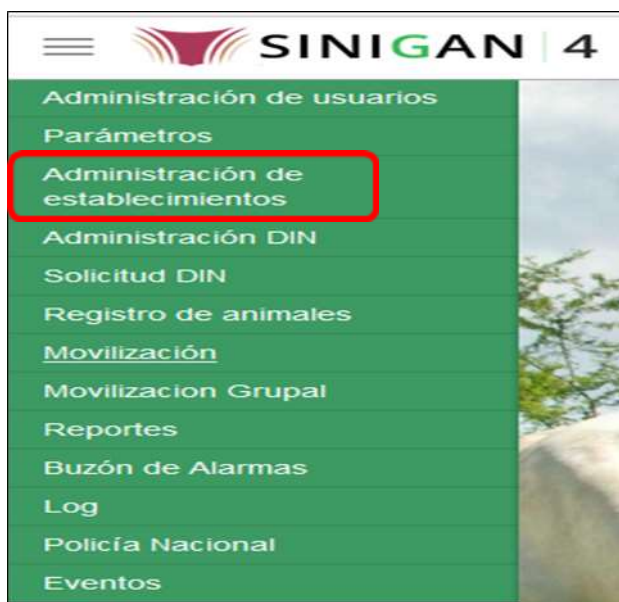 SINIGAN 4
Administración de usuarios
Parámetros
Administración de
establecimientos
Administración DIN
Solicitud DIN
Registro de animales
Movilización
Movilizacion Grupal
Reportes
Buzón de Alarmas
Log
Policía Nacional
Eventos